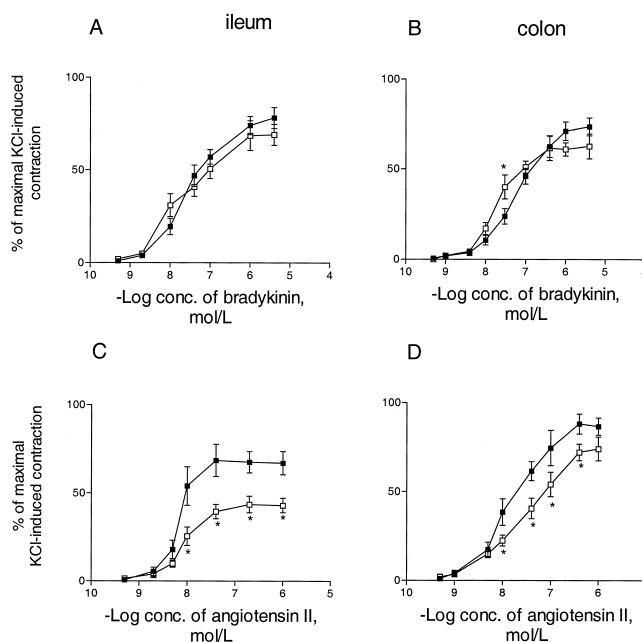 A
ileum
B
colon
% of maximal KCl-induced
contraction
100
50
0
10 9 8 7 6 5 4
-Log conc. of bradykinin,
mol/L
100
50
0
10 9 8 7 6 5
-Log conc. of bradykinin,
mol/L
*
C
D
% of maximal
KCl-induced contraction
100
50
0
10 9 8 7 6 5
-Log conc. of angiotensin II,
mol/L
* * * *
100
50
0
10 9 8 7 6 5
-Log conc. of angiotensin II,
mol/L
* * * *